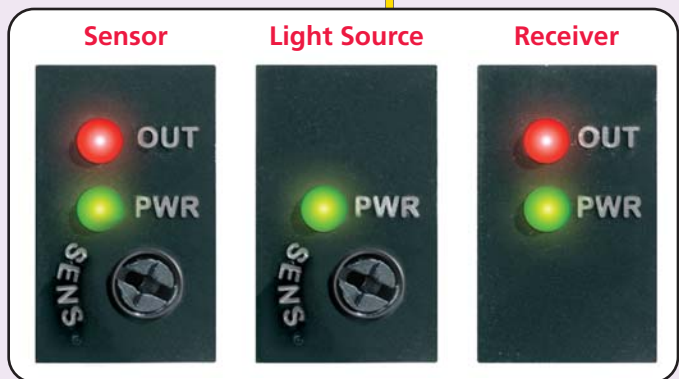 Sensor
OUT
PWR
SENS
Light Source
PWR
SENS
Receiver
OUT
PWR